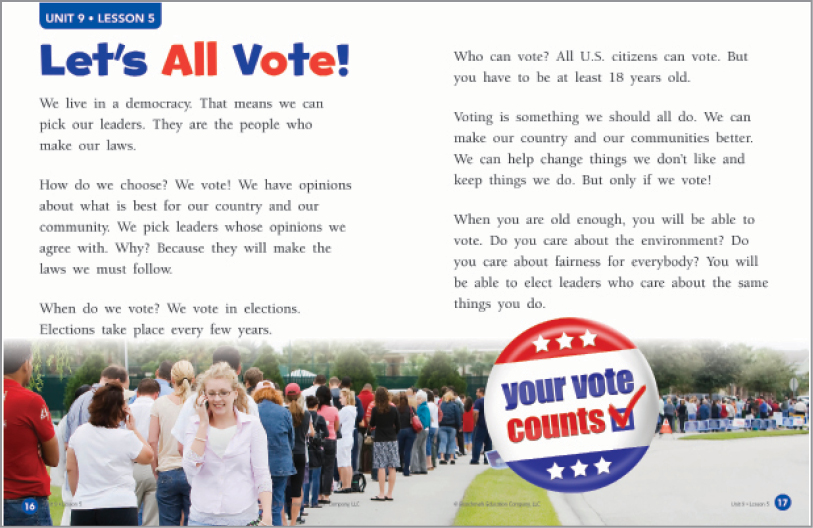 UNIT 9 • LESSON 5
Let's All Vote!
We live in a democracy. That means we can
pick our leaders. They are the people who
make our laws.
How do we choose? We vote! We have opinions
about what is best for our country and our
community. We pick leaders whose opinions we
agree with. Why? Because they will make the
laws we must follow.
When do we vote? We vote in elections.
Elections take place every few years.
16
Lesson 5
Company, LLC
Who can vote? All U.S. citizens can vote. But
you have to be at least 18 years old.
Voting is something we should all do. We can
make our country and our communities better.
We can help change things we don't like and
keep things we do. But only if we vote!
When you are old enough, you will be able to
vote. Do you care about the environment? Do
you care about fairness for everybody? You will
be able to elect leaders who care about the same
things you do.
your vote
counts
© Benchmark Education Company, LLC
Unit 9 • Lesson 5
17